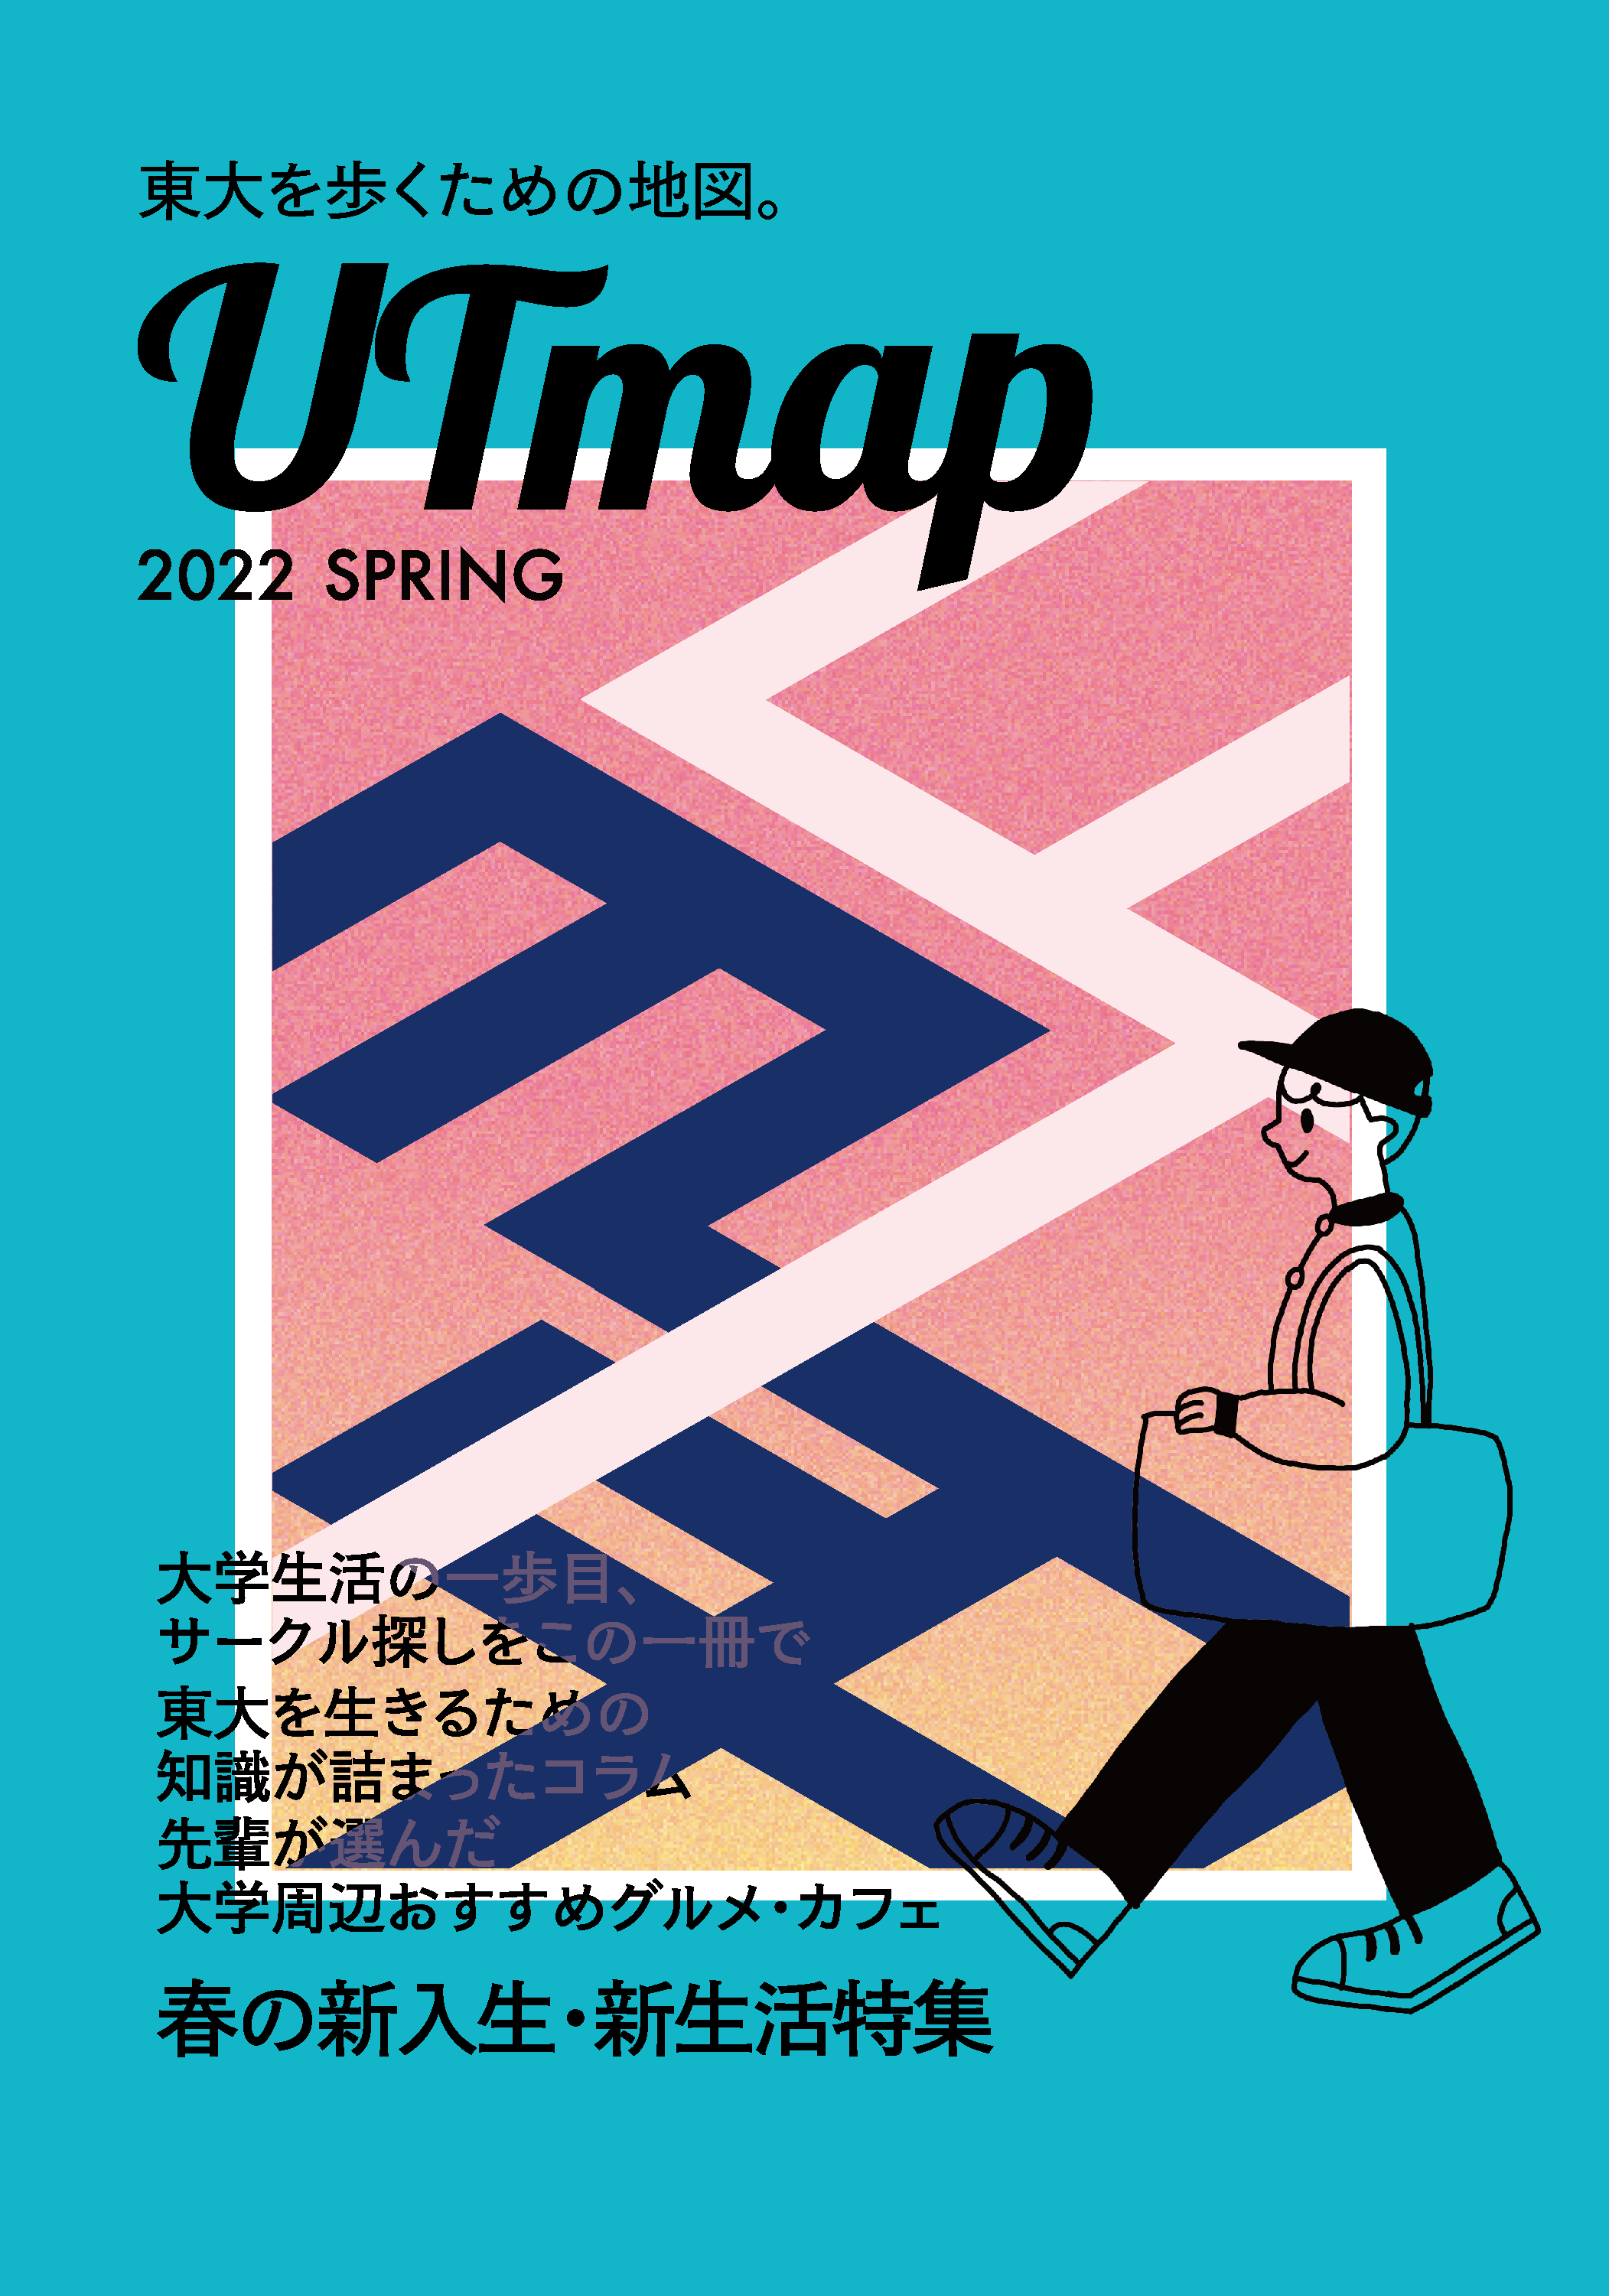 東大を歩くための地図。
UTmap
2022 SPRING
大学生活の一歩目、
サークル探しをこの一冊で
東大を生きるための
知識が詰まったコラム
先輩が選んだ
大学周辺おすすめグルメ・カフェ
春の新入生・新生活特集